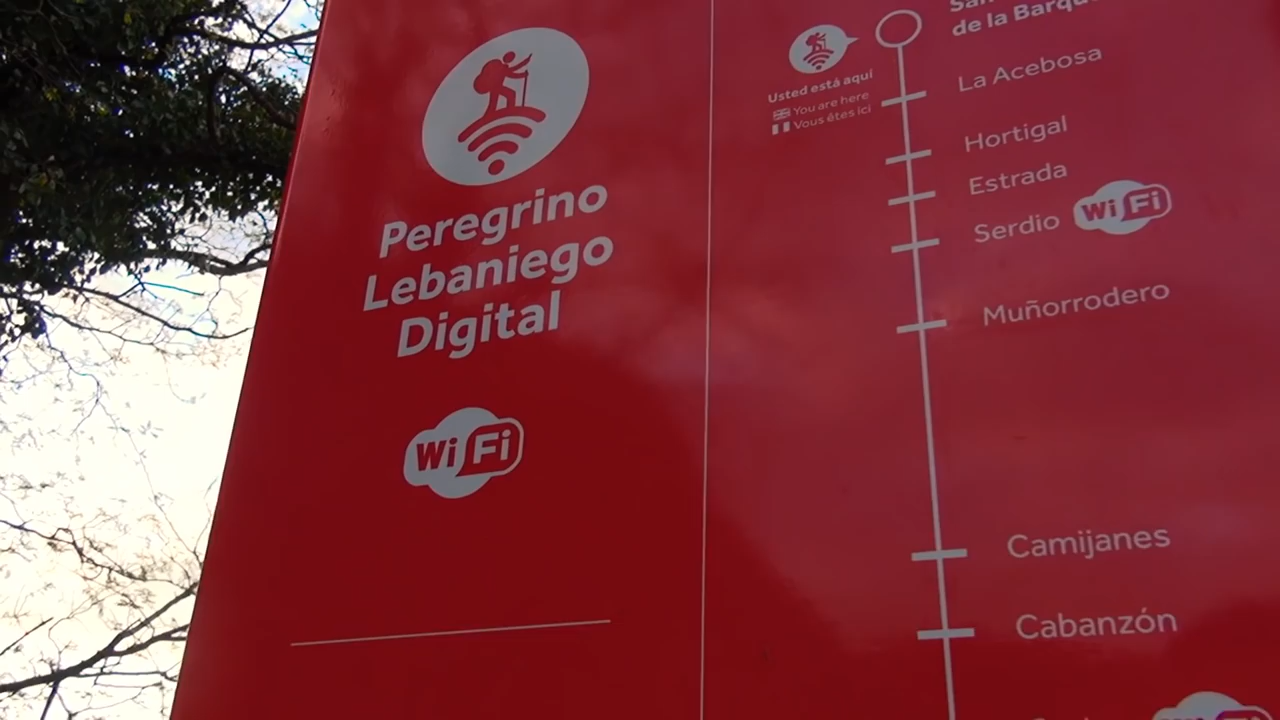 Peregrino
Lebaniego
Digital
WiFi
de la
Usted está aquí
You are here
Vous êtes ici
La Acebosa
Hortigal
Estrada
Serdio WiFi
Muñorrodero
Camijanes
Cabanzón